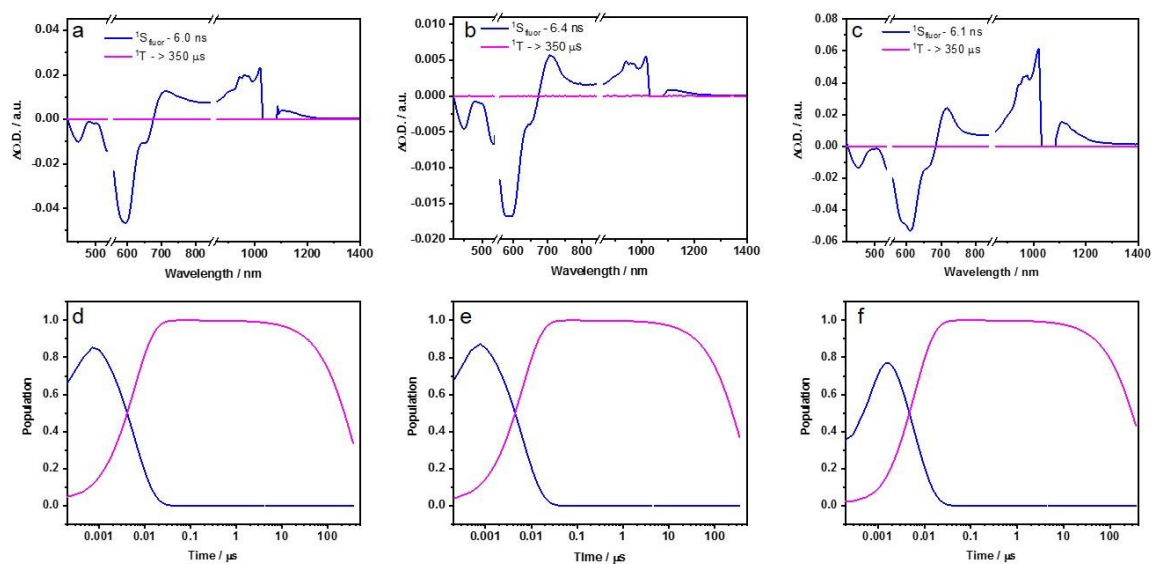 a
¹S_fluor - 6.0 ns
¹T - > 350 μs
0.04
0.02
0.00
-0.02
-0.04
Δ O.D. / a.u.
500 600 700 800 1000 1200 1400
Wavelength / nm
b
¹S_fluor - 6.4 ns
¹T - > 350 μs
0.010
0.005
0.000
-0.005
-0.010
-0.015
-0.020
ΔO.D. / a.u.
500 600 700 800 1000 1200 1400
Wavelength / nm
c
¹S_fluor - 6.1 ns
¹T - > 350 μs
0.08
0.06
0.04
0.02
0.00
-0.02
-0.04
-0.06
ΔO.D. / a.u.
400 500 600 700 800 1000 1200 1400
Wavelength / nm
d
1.0
0.8
0.6
0.4
0.2
0.0
Population
0.001 0.01 0.1 1 10 100
Time / μs
e
1.0
0.8
0.6
0.4
0.2
0.0
Population
0.001 0.01 0.1 1 10 100
Time / μs
f
1.0
0.8
0.6
0.4
0.2
0.0
Population
0.001 0.01 0.1 1 10 100
Time / μs